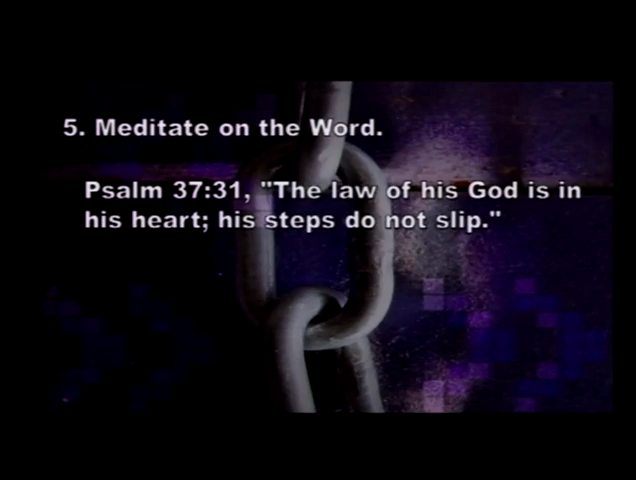 5. Meditate on the Word.
Psalm 37:31, "The law of his God is in
his heart; his steps do not slip."